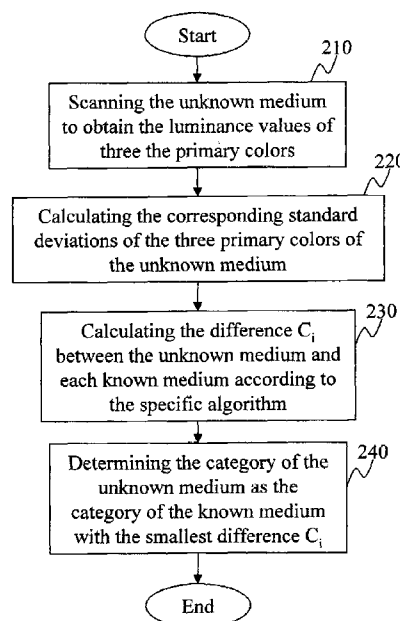 Start
210
Scanning the unknown medium
to obtain the luminance values of
three the primary colors
220
Calculating the corresponding standard
deviations of the three primary colors of
the unknown medium
230
Calculating the difference Ci
between the unknown medium and
each known medium according to
the specific algorithm
240
Determining the category of the
unknown medium as the
category of the known medium
with the smallest difference Ci
End